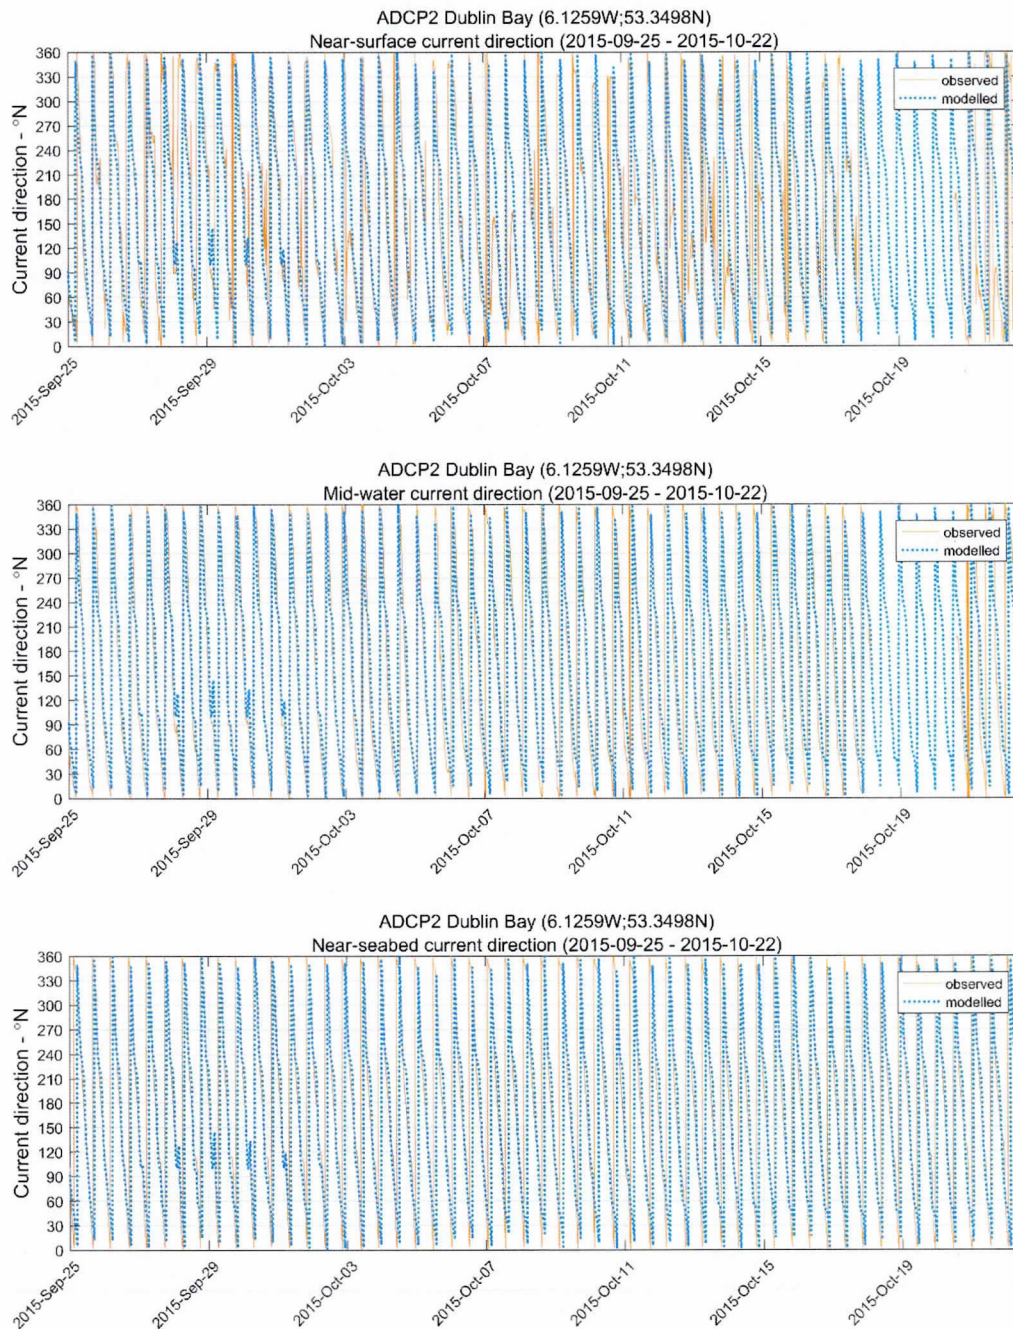 ADCP2 Dublin Bay (6.1259W;53.3498N)
Near-surface current direction (2015-09-25 - 2015-10-22)
Current direction - °N
360
330
300
270
240
210
180
150
120
90
60
30
0
observed
modelled
2015-Sep-25
2015-Sep-29
2015-Oct-03
2015-Oct-07
2015-Oct-11
2015-Oct-15
2015-Oct-19
ADCP2 Dublin Bay (6.1259W;53.3498N)
Mid-water current direction (2015-09-25 - 2015-10-22)
Current direction - °N
360
330
300
270
240
210
180
150
120
90
60
30
0
observed
modelled
2015-Sep-25
2015-Sep-29
2015-Oct-03
2015-Oct-07
2015-Oct-11
2015-Oct-15
2015-Oct-19
ADCP2 Dublin Bay (6.1259W;53.3498N)
Near-seabed current direction (2015-09-25 - 2015-10-22)
Current direction - °N
360
330
300
270
240
210
180
150
120
90
60
30
0
observed
modelled
2015-Sep-25
2015-Sep-29
2015-Oct-03
2015-Oct-07
2015-Oct-11
2015-Oct-15
2015-Oct-19